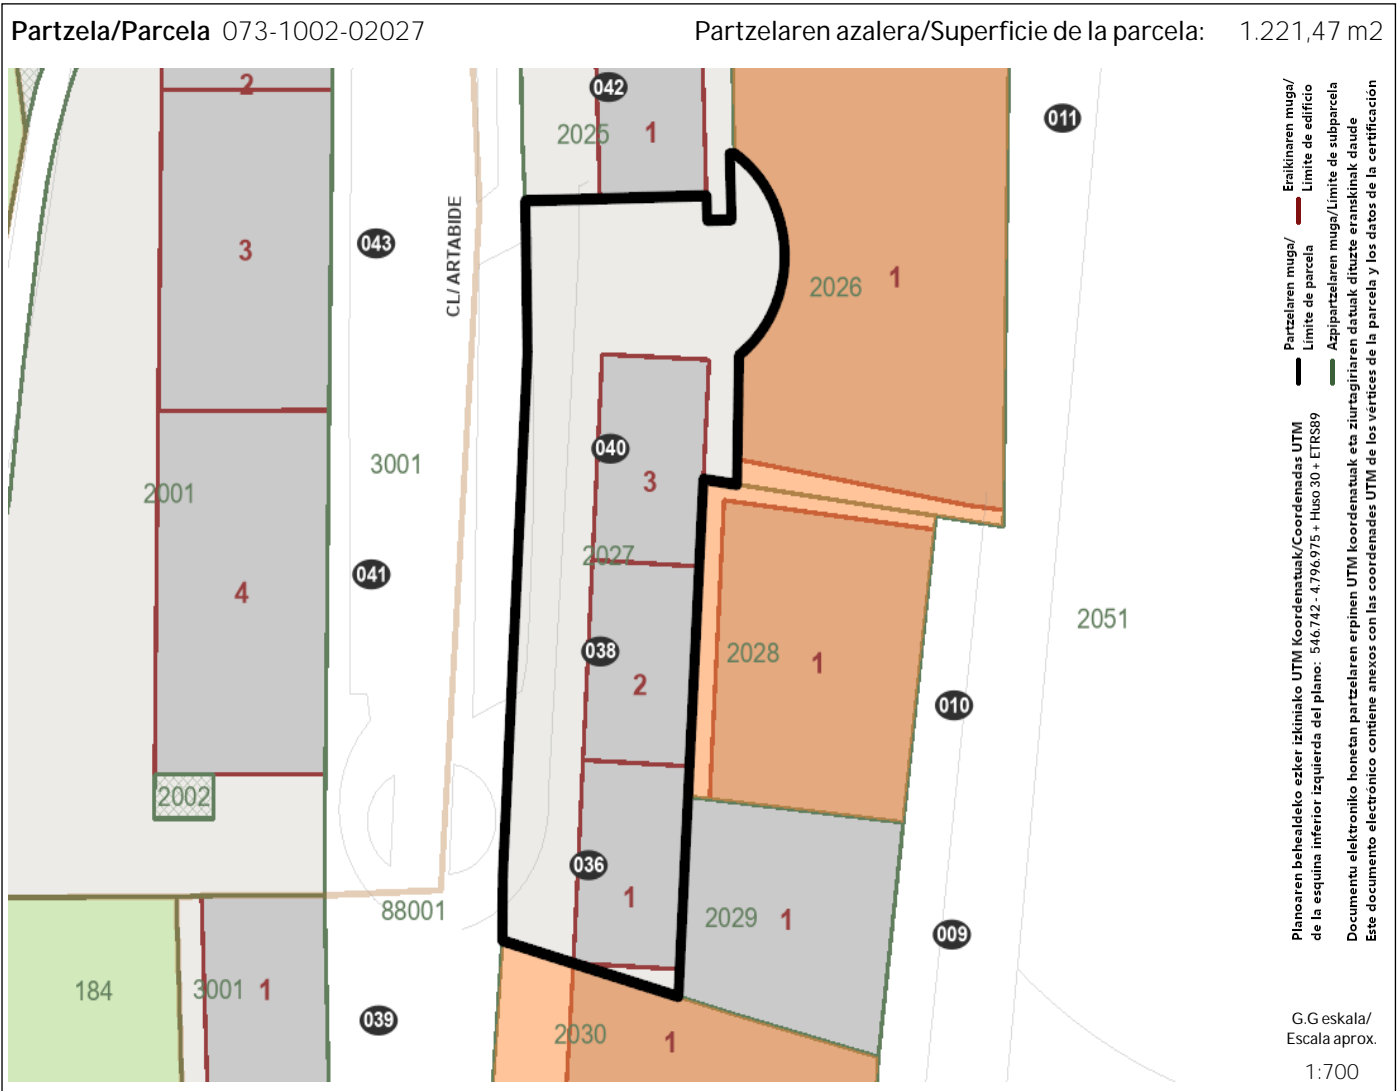 Partzela/Parcela 073-1002-02027
Partzelaren azalera/Superficie de la parcela: 1.221,47 m2
2
042
2025
1
011
CL/ ARTABIDE
3
043
2026
1
040
3
3001
2001
2027
041
4
038
2
2028
1
2051
010
2002
036
1
88001
2029
1
009
184
3001
1
039
2030
1
Eraikinaren muga/
Limite de edificio
Partzelaren muga/
Limite de parcela
Azpipartzelaren muga/Limite de subparcela
Planoaren behealdeko ezker izkiniako UTM Koordenatuak/Coordenadas UTM
de la esquina inferior izquierda del plano: 546.742 - 4.796.975 + Huso 30 + ETRS89
Documentu elektroniko honetan partzelaren erpinen UTM koordenatuak eta ziurtagiriaren datuak dituzte eranskinak daude
Este documento electrónico contiene anexos con las coordenades UTM de los vértices de la parcela y los datos de la certificación
G.G eskala/
Escala aprox.
1:700